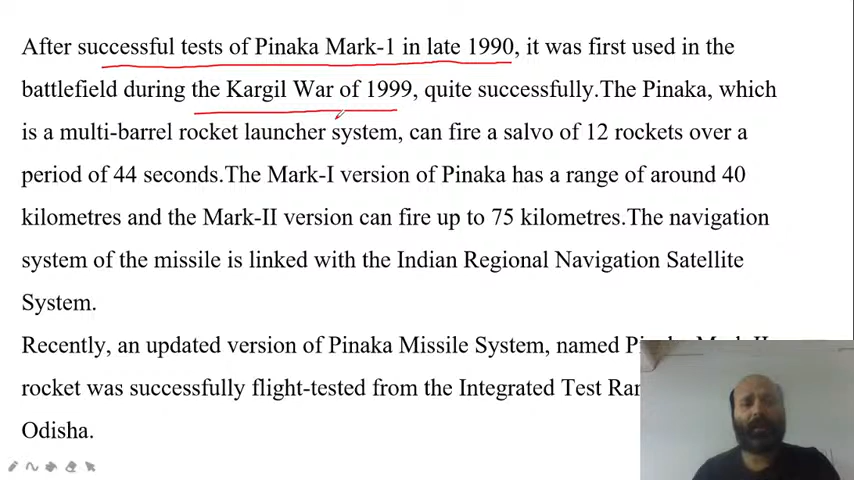 After successful tests of Pinaka Mark-1 in late 1990, it was first used in the
battlefield during the Kargil War of 1999, quite successfully.The Pinaka, which
is a multi-barrel rocket launcher system, can fire a salvo of 12 rockets over a
period of 44 seconds.The Mark-I version of Pinaka has a range of around 40
kilometres and the Mark-II version can fire up to 75 kilometres.The navigation
system of the missile is linked with the Indian Regional Navigation Satellite
System.
Recently, an updated version of Pinaka Missile System, named
rocket was successfully flight-tested from the Integrated Test
Odisha.